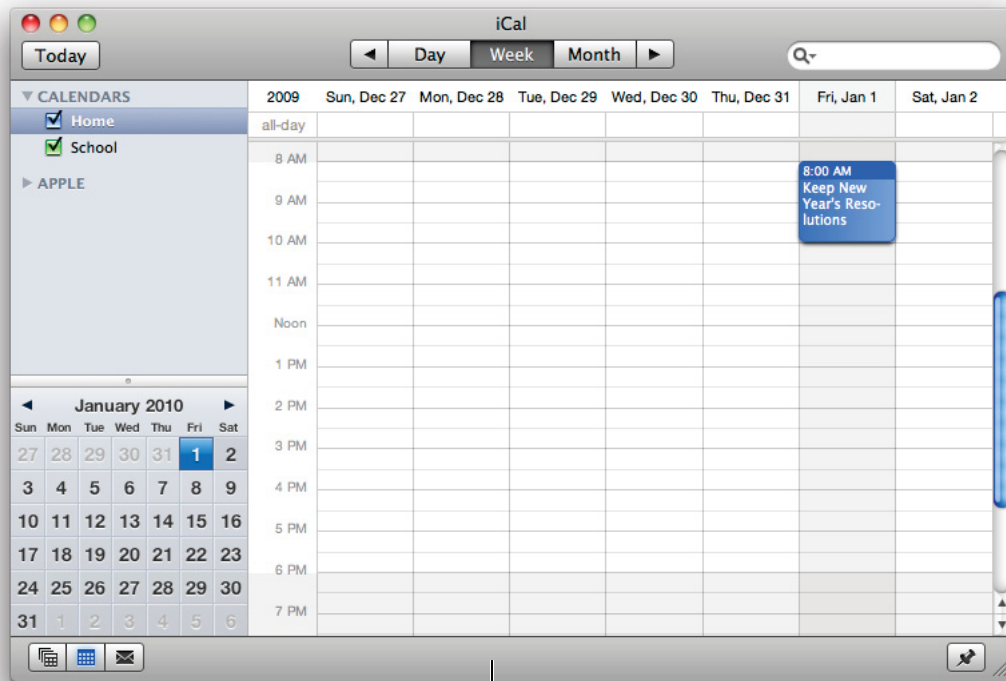 iCal
Today
Day Week Month
CALENDARS
Home
School
APPLE
2009 Sun, Dec 27 Mon, Dec 28 Tue, Dec 29 Wed, Dec 30 Thu, Dec 31 Fri, Jan 1 Sat, Jan 2
all-day
8 AM
8:00 AM
Keep New
Year's Reso-
lutions
9 AM
10 AM
11 AM
Noon
1 PM
2 PM
3 PM
4 PM
5 PM
6 PM
7 PM
January 2010
Sun Mon Tue Wed Thu Fri Sat
27 28 29 30 31 1 2
3 4 5 6 7 8 9
10 11 12 13 14 15 16
17 18 19 20 21 22 23
24 25 26 27 28 29 30
31 1 2 3 4 5 6